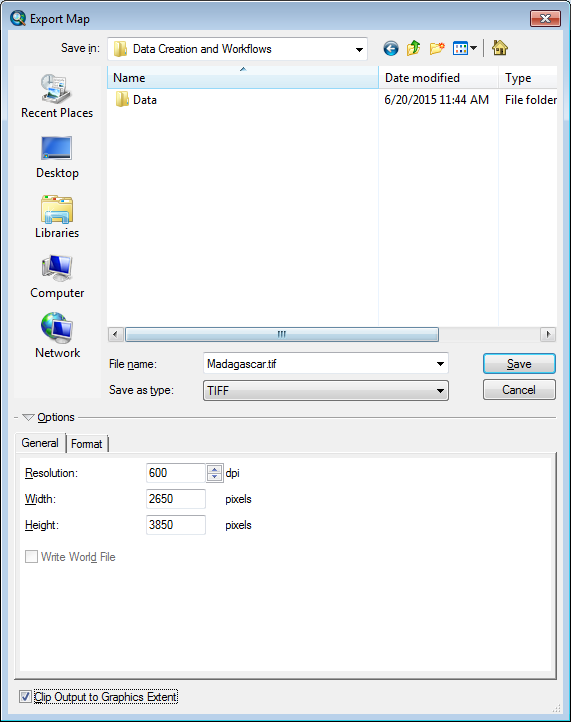 Export Map
Save in: Data Creation and Workflows
Name Date modified Type
Data 6/20/2015 11:44 AM File folder
Recent Places
Desktop
Libraries
Computer
Network
File name: Madagascar.tif Save
Save as type: TIFF Cancel
Options
General Format
Resolution: 600 dpi
Width: 2650 pixels
Height: 3850 pixels
Write World File
Clip Output to Graphics Extent